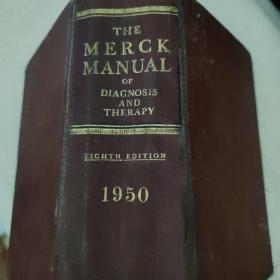 THE
MERCK
MANUAL
OF
DIAGNOSIS
AND
THERAPY
EIGHTH EDITION
1950